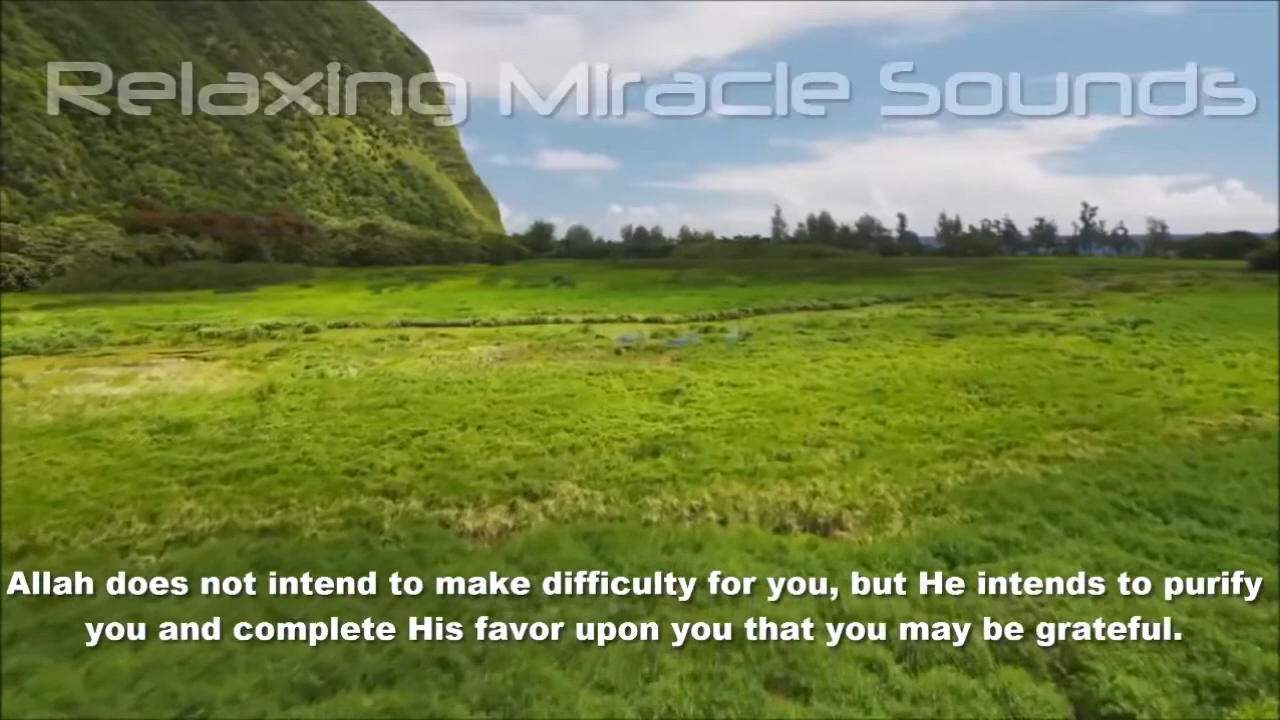 Relaxing Miracle Sounds
Allah does not intend to make difficulty for you, but He intends to purify
you and complete His favor upon you that you may be grateful.